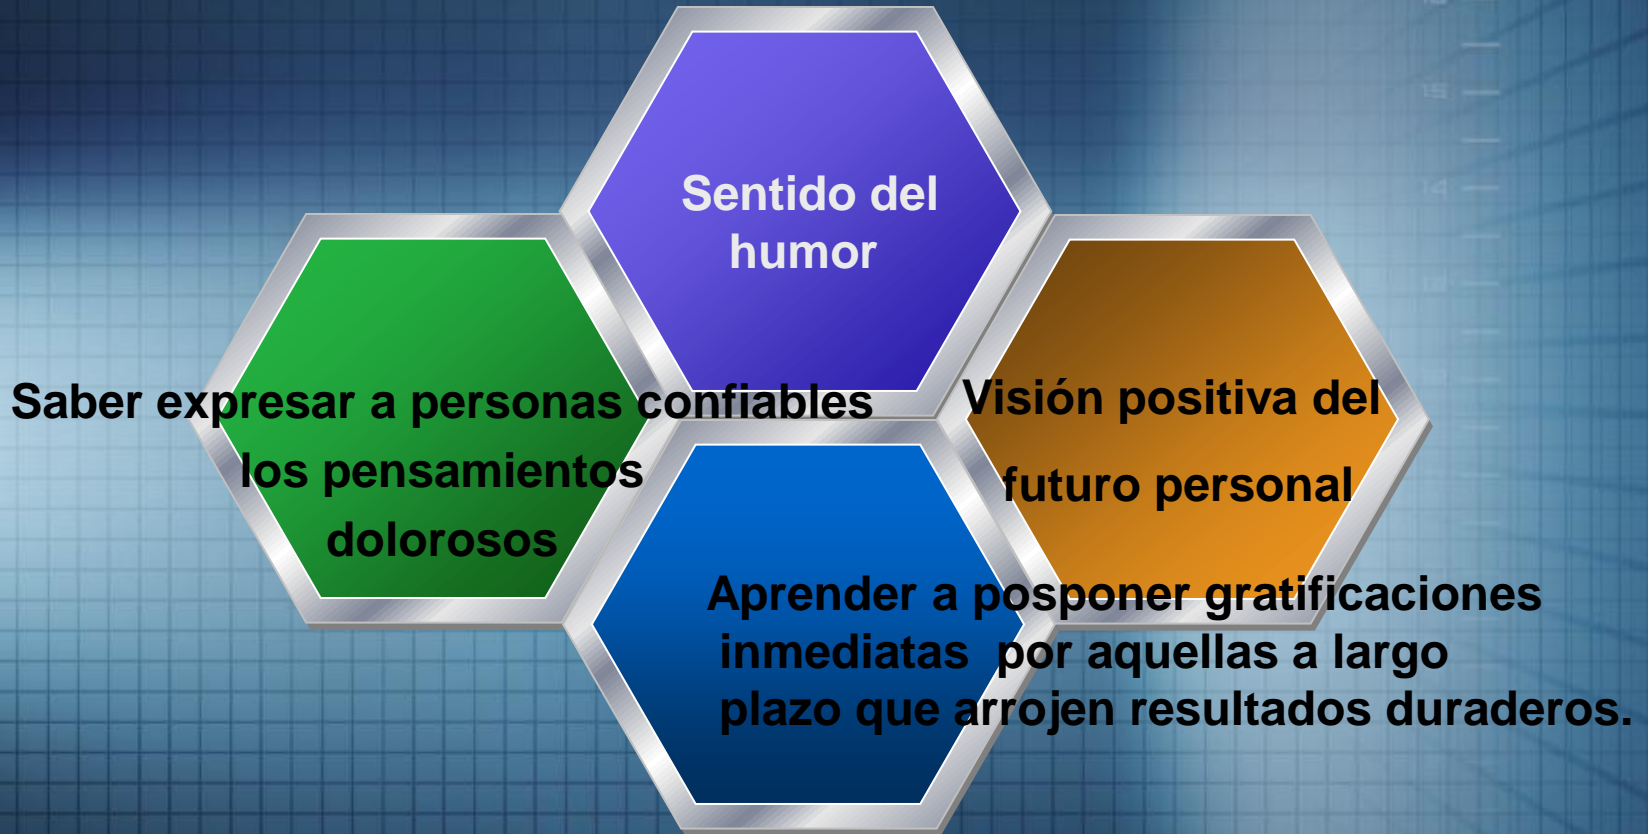 Sentido del
humor
Saber expresar a personas confiables
los pensamientos
dolorosos
Visión positiva del
futuro personal
Aprender a posponer gratificaciones
inmediatas por aquellas a largo
plazo que arrojen resultados duraderos.